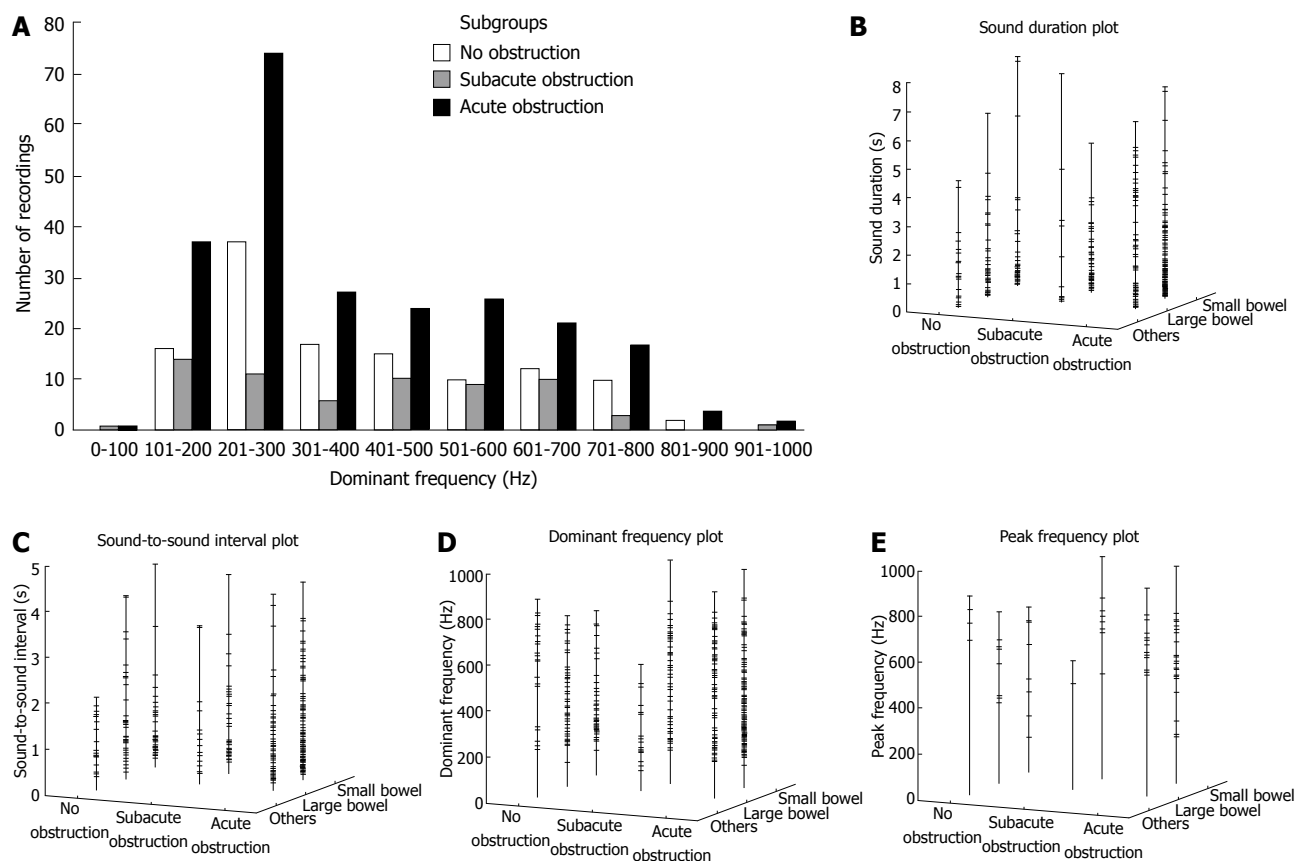 A
Subgroups
No obstruction
Subacute obstruction
Acute obstruction
Number of recordings
80
70
60
50
40
30
20
10
0
0-100 101-200 201-300 301-400 401-500 501-600 601-700 701-800 801-900 901-1000
Dominant frequency (Hz)
B
Sound duration plot
Sound duration (s)
8
7
6
5
4
3
2
1
0
No obstruction
Subacute obstruction
Acute obstruction
Others
Large bowel
Small bowel
C
Sound-to-sound interval plot
Sound-to-sound interval (s)
5
4
3
2
1
0
No obstruction
Subacute obstruction
Acute obstruction
Others
Large bowel
Small bowel
D
Dominant frequency plot
Dominant frequency (Hz)
1000
800
600
400
200
0
No obstruction
Subacute obstruction
Acute obstruction
Others
Large bowel
Small bowel
E
Peak frequency plot
Peak frequency (Hz)
1000
800
600
400
200
0
No obstruction
Subacute obstruction
Acute obstruction
Others
Large bowel
Small bowel